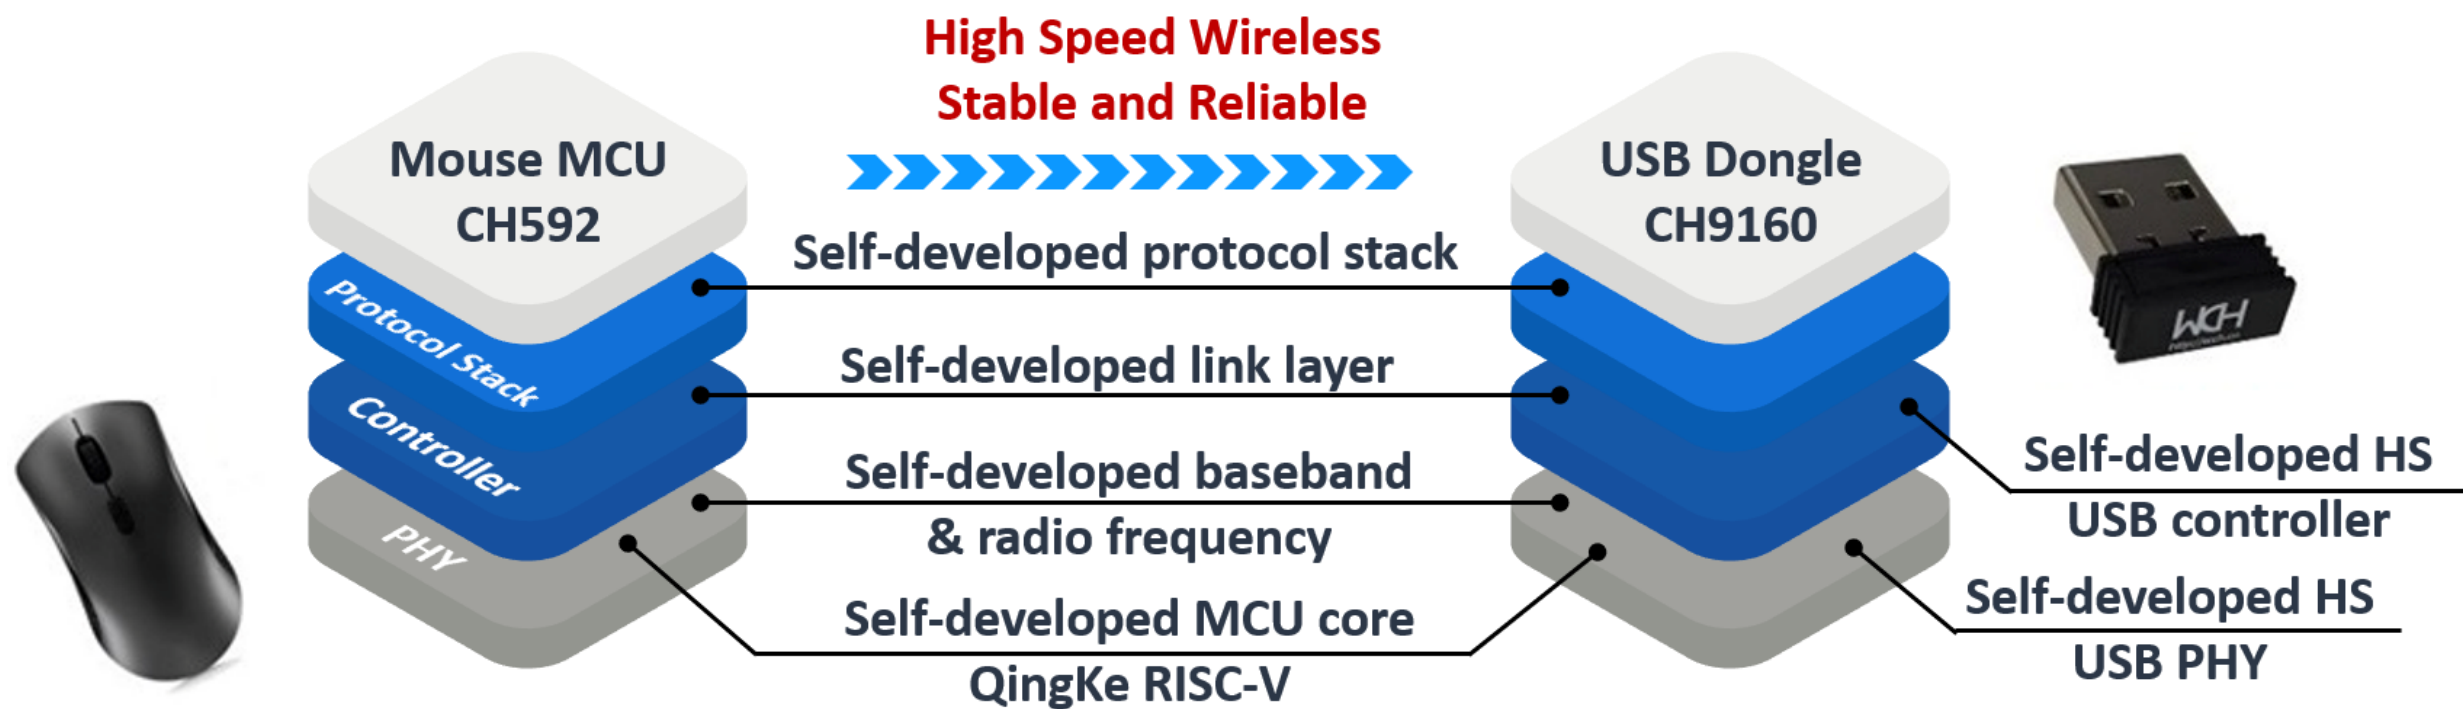 High Speed Wireless
Stable and Reliable
Mouse MCU
CH592
USB Dongle
CH9160
Self-developed protocol stack
Protocol Stack
Self-developed link layer
Controller
Self-developed baseband
& radio frequency
PHY
Self-developed MCU core
QingKe RISC-V
WCH
Self-developed HS
USB controller
Self-developed HS
USB PHY